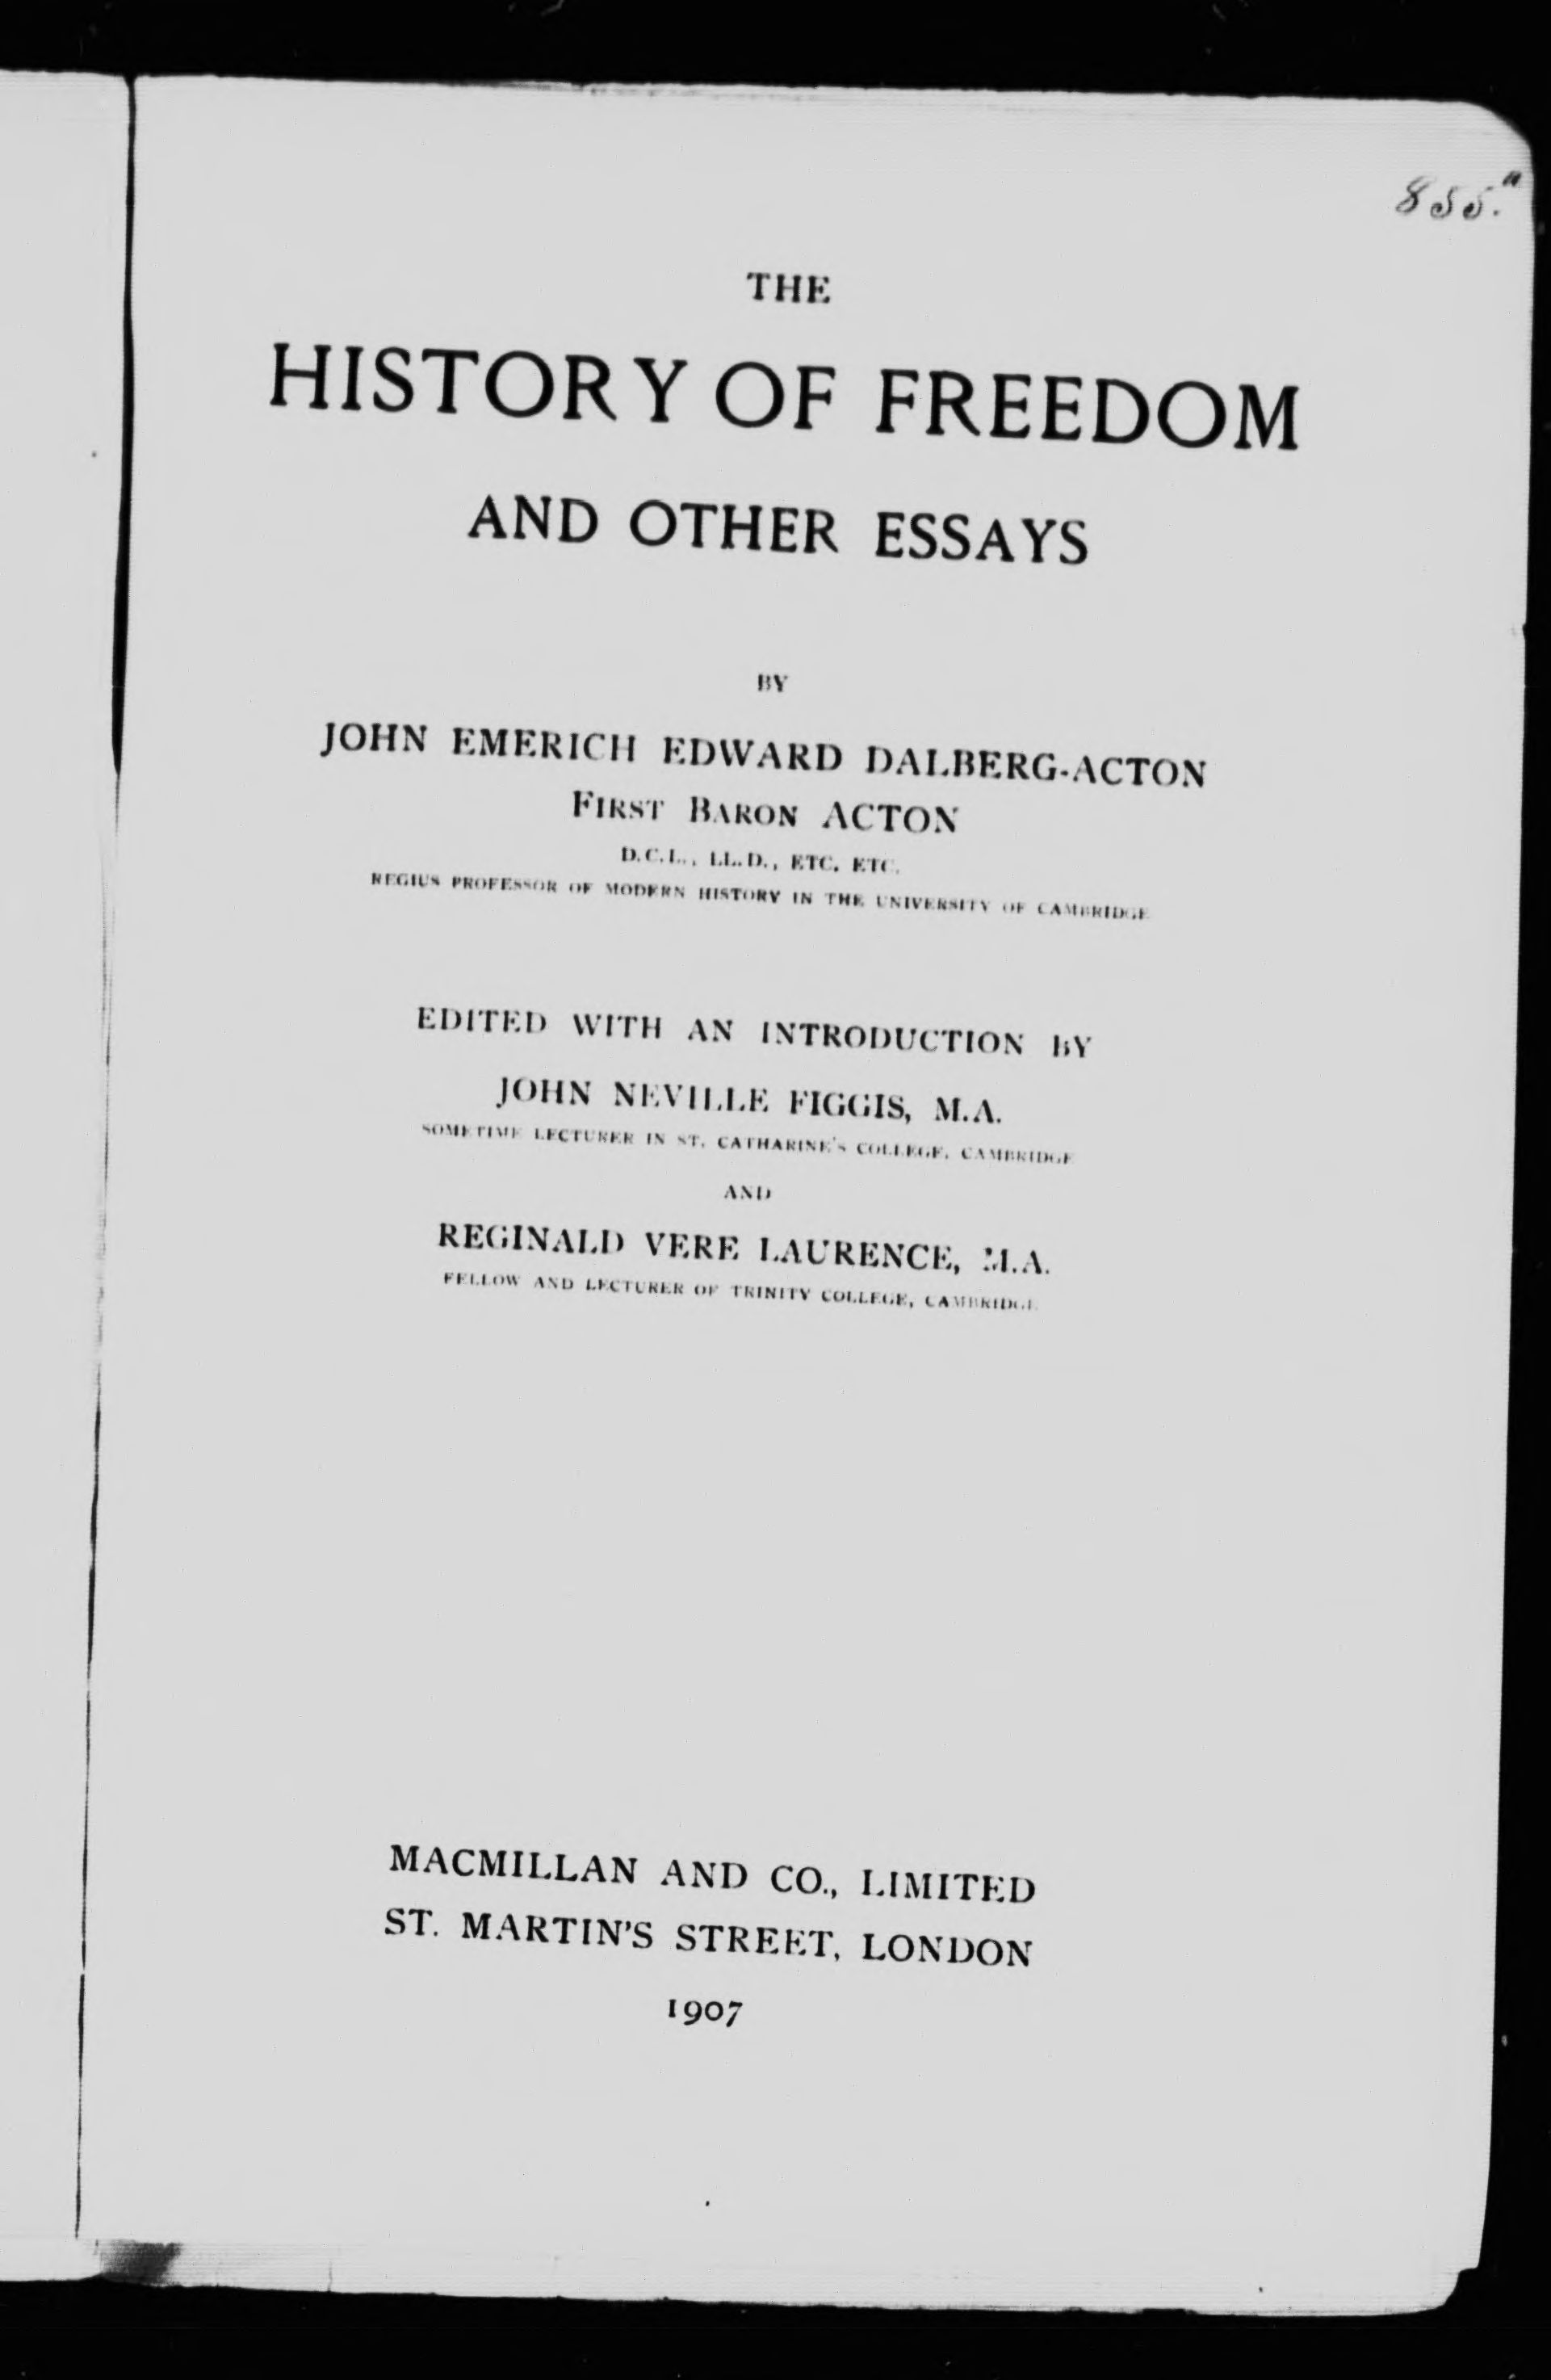 855."
THE
HISTORY OF FREEDOM
AND OTHER ESSAYS
BY
JOHN EMERICH EDWARD DALBERG-ACTON
FIRST BARON ACTON
D.C.L., LL.D., ETC. ETC.
REGIUS PROFESSOR OF MODERN HISTORY IN THE UNIVERSITY OF CAMBRIDGE
EDITED WITH AN INTRODUCTION BY
JOHN NEVILLE FIGGIS, M.A.
SOMETIME LECTURER IN ST. CATHARINE'S COLLEGE, CAMBRIDGE
AND
REGINALD VERE LAURENCE, M.A.
FELLOW AND LECTURER OF TRINITY COLLEGE, CAMBRIDGE
MACMILLAN AND CO., LIMITED
ST. MARTIN'S STREET, LONDON
1907